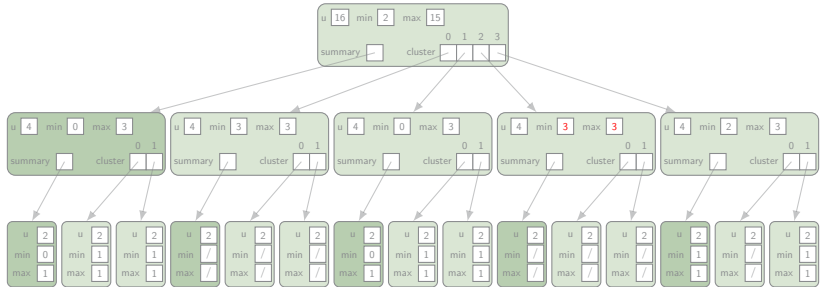 u 16 min 2 max 15
0 1 2 3
summary cluster
u 4 min 0 max 3
0 1
summary cluster
u 4 min 3 max 3
0 1
summary cluster
u 4 min 0 max 3
0 1
summary cluster
u 4 min 3 max 3
0 1
summary cluster
u 4 min 2 max 3
0 1
summary cluster
u 2
min 0
max 1
u 2
min 1
max 1
u 2
min 1
max 1
u 2
min /
max /
u 2
min /
max /
u 2
min /
max /
u 2
min 0
max 1
u 2
min 1
max 1
u 2
min 1
max 1
u 2
min /
max /
u 2
min /
max /
u 2
min /
max /
u 2
min 1
max 1
u 2
min /
max /
u 2
min 1
max 1